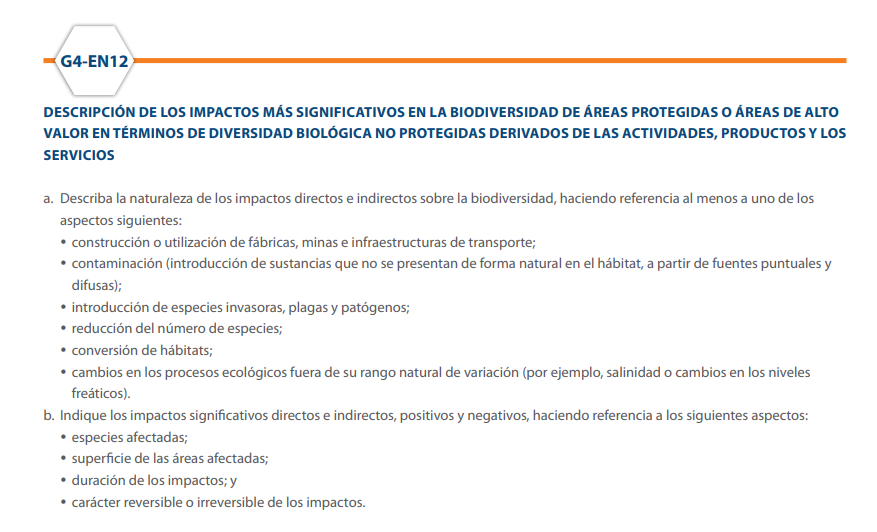 G4-EN12
DESCRIPCIÓN DE LOS IMPACTOS MÁS SIGNIFICATIVOS EN LA BIODIVERSIDAD DE ÁREAS PROTEGIDAS O ÁREAS DE ALTO
VALOR EN TÉRMINOS DE DIVERSIDAD BIOLÓGICA NO PROTEGIDAS DERIVADOS DE LAS ACTIVIDADES, PRODUCTOS Y LOS
SERVICIOS
a. Describa la naturaleza de los impactos directos e indirectos sobre la biodiversidad, haciendo referencia al menos a uno de los
aspectos siguientes:
• construcción o utilización de fábricas, minas e infraestructuras de transporte;
• contaminación (introducción de sustancias que no se presentan de forma natural en el hábitat, a partir de fuentes puntuales y
difusas);
• introducción de especies invasoras, plagas y patógenos;
• reducción del número de especies;
• conversión de hábitats;
• cambios en los procesos ecológicos fuera de su rango natural de variación (por ejemplo, salinidad o cambios en los niveles
freáticos).
b. Indique los impactos significativos directos e indirectos, positivos y negativos, haciendo referencia a los siguientes aspectos:
• especies afectadas;
• superficie de las áreas afectadas;
• duración de los impactos; y
• carácter reversible o irreversible de los impactos.